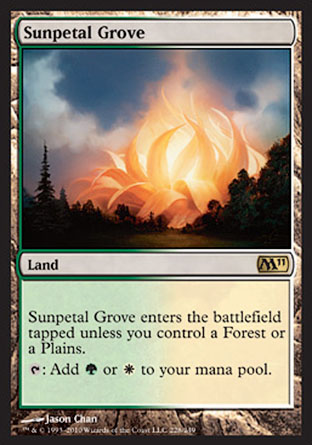 Sunpetal Grove
Land
M11
Sunpetal Grove enters the battlefield
tapped unless you control a Forest or
a Plains.
: Add or to your mana pool.
Jason Chan
™ & © 1993-2010 Wizards of the Coast LLC 228/249